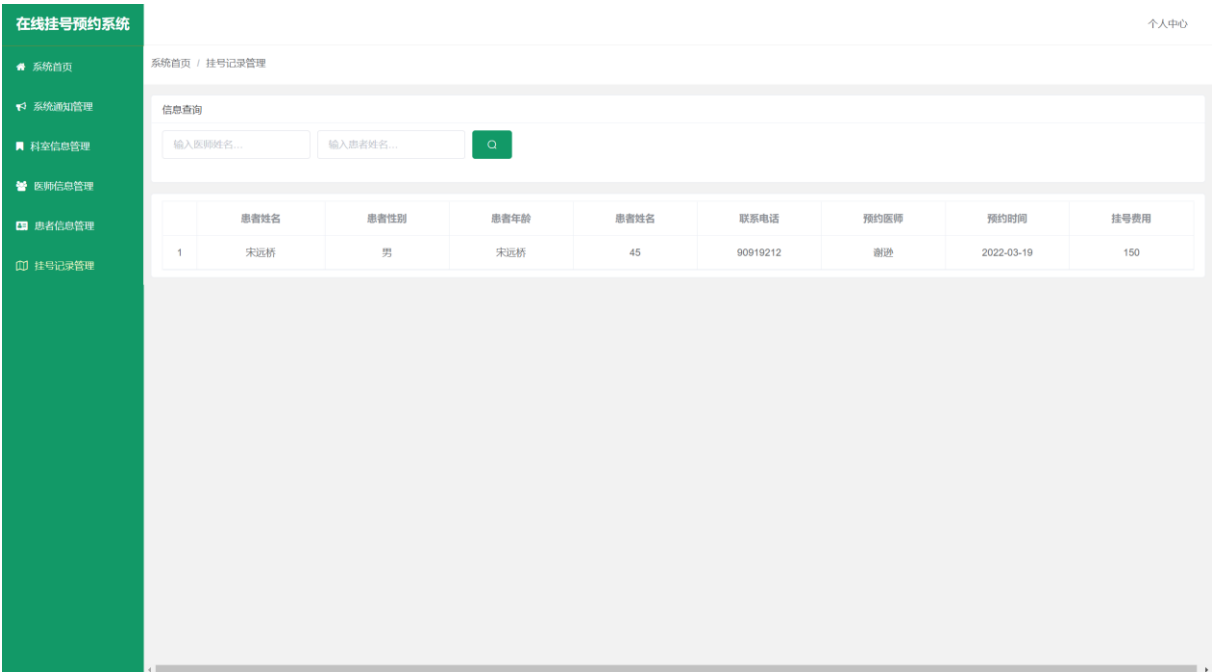 在线挂号预约系统
个人中心
系统首页
系统通知管理
科室信息管理
医师信息管理
患者信息管理
挂号记录管理
系统首页 / 挂号记录管理
信息查询
输入医师姓名... 输入患者姓名...
患者姓名 患者性别 患者年龄 患者姓名 联系电话 预约医师 预约时间 挂号费用
1 宋远桥 男 宋远桥 45 90919212 谢逊 2022-03-19 150